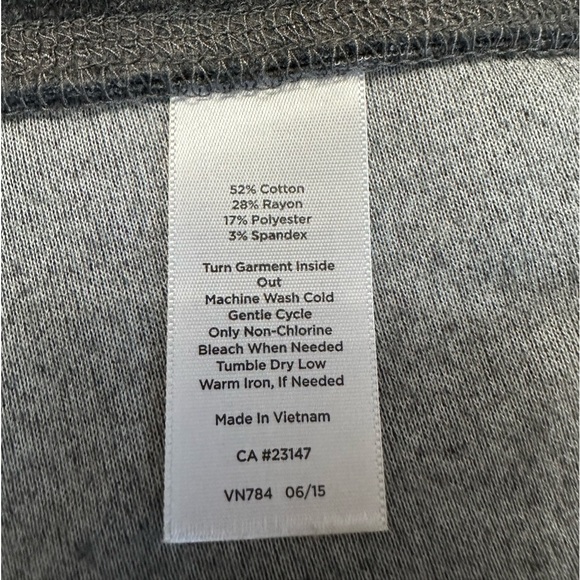 52% Cotton
28% Rayon
17% Polyester
3% Spandex
Turn Garment Inside
Out
Machine Wash Cold
Gentle Cycle
Only Non-Chlorine
Bleach When Needed
Tumble Dry Low
Warm Iron, If Needed
Made In Vietnam
CA #23147
VN784 06/15